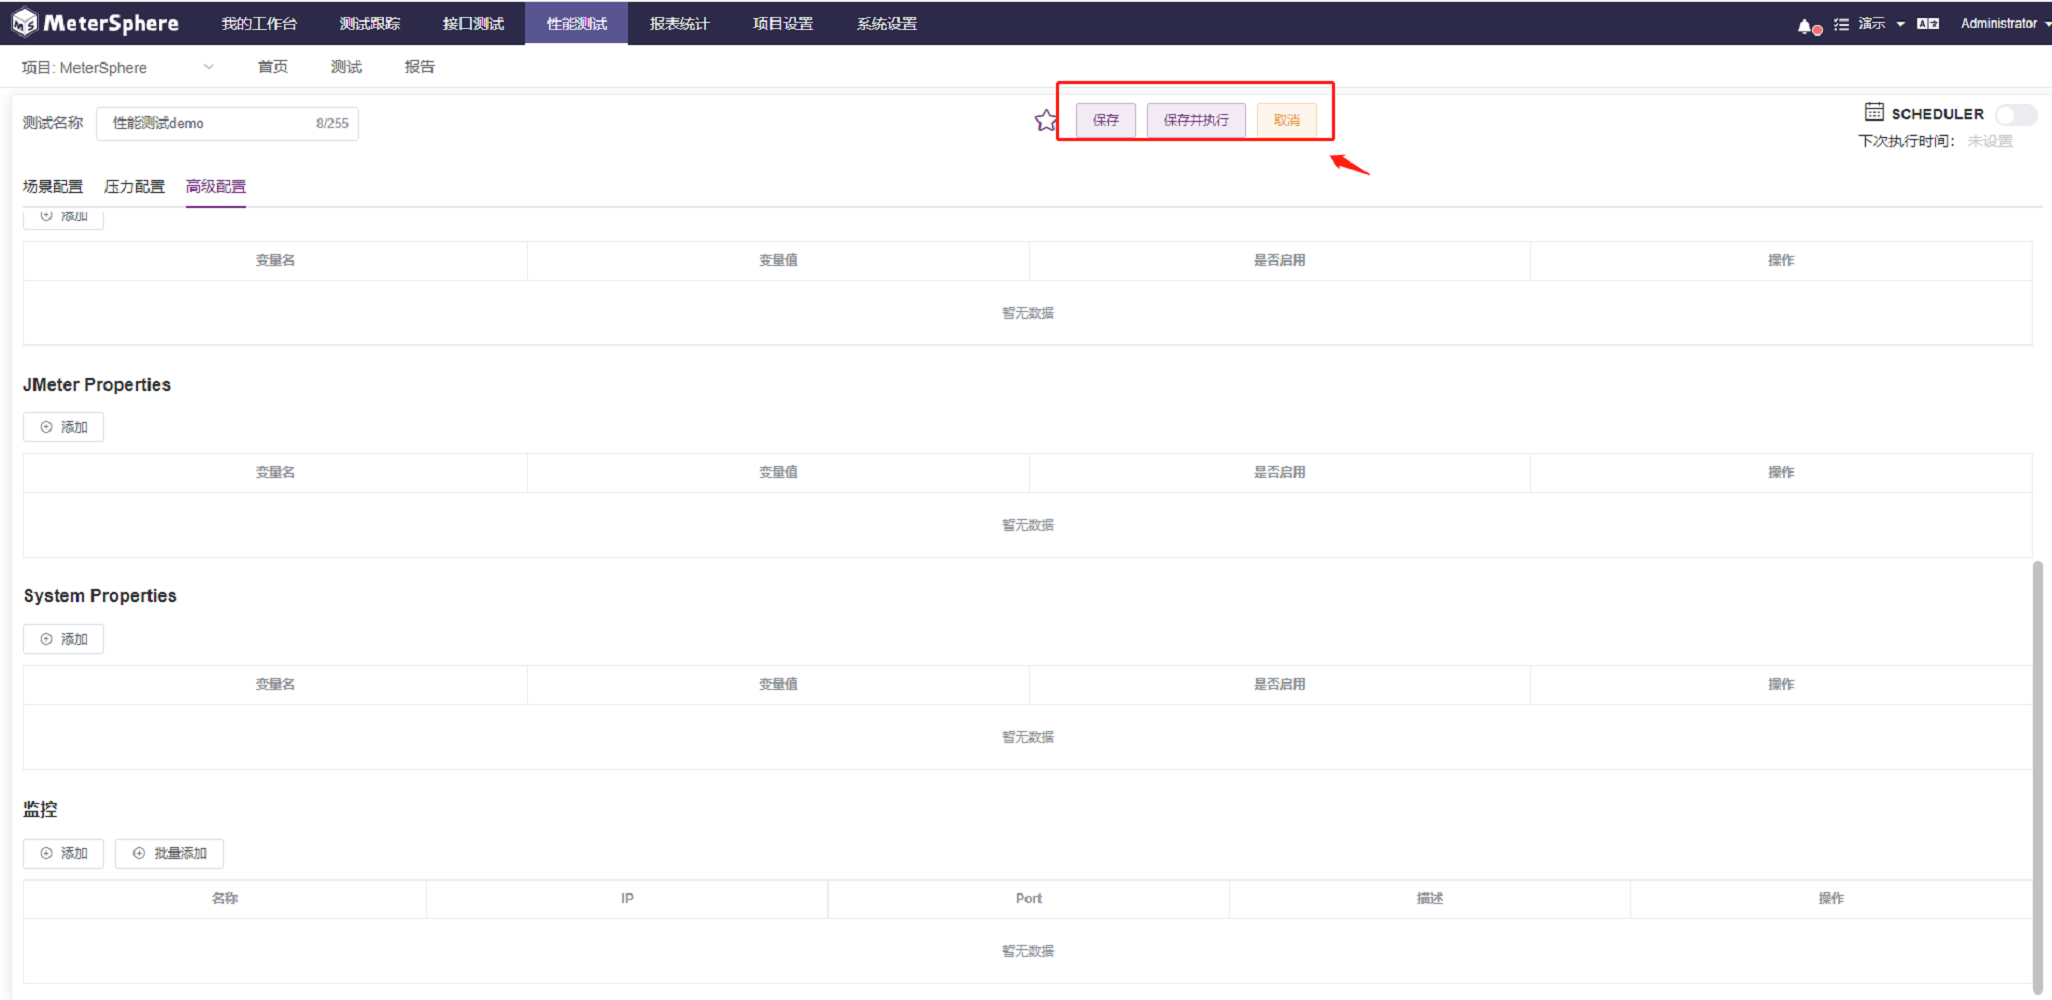 MeterSphere 我的工作台 测试跟踪 接口测试 性能测试 报表统计 项目设置 系统设置 演示 Administrator
项目: MeterSphere 首页 测试 报告
测试名称 性能测试demo 8/255 保存 保存并执行 取消 SCHEDULER
下次执行时间: 未设置
场景配置 压力配置 高级配置
添加
变量名 变量值 是否启用 操作
暂无数据
JMeter Properties
添加
变量名 变量值 是否启用 操作
暂无数据
System Properties
添加
变量名 变量值 是否启用 操作
暂无数据
监控
添加 批量添加
名称 IP Port 描述 操作
暂无数据